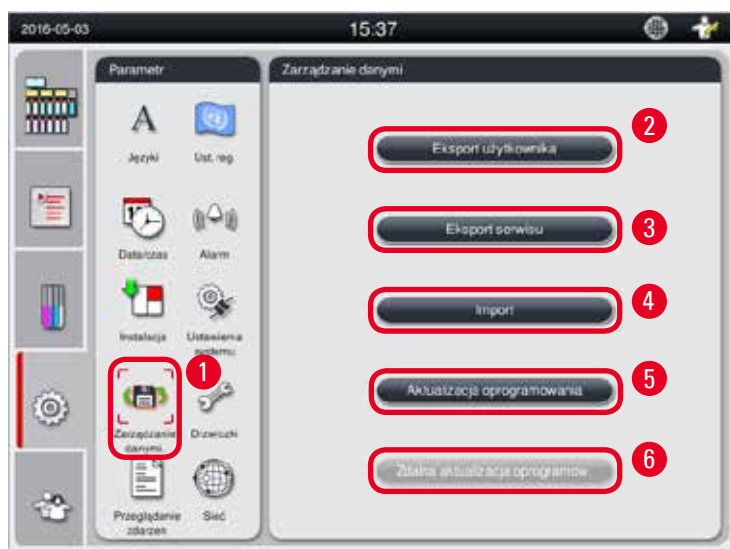 2016-05-03
15:37
Parametr
Zarządzanie danymi
Języki
Ust. reg.
Data/czas
Alarm
Instalacja
Ustawienia
systemu
1
Zarządzanie
danymi
Drzwiczki
Przeglądanie
zdarzeń
Sieć
Eksport użytkownika
2
Eksport serwisu
3
Import
4
Aktualizacja oprogramowania
5
Zdalna aktualizacja oprogramow.
6